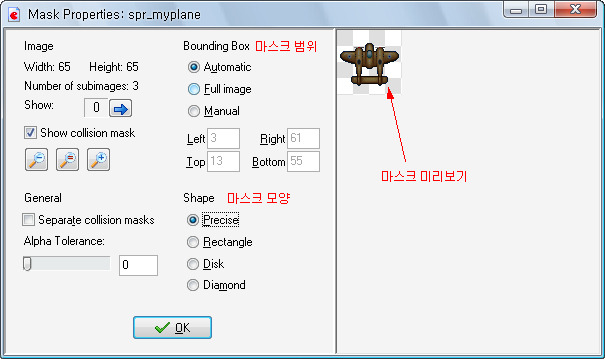 Mask Properties: spr_myplane
Image
Width: 65 Height: 65
Number of subimages: 3
Show: 0
Show collision mask
General
Separate collision masks
Alpha Tolerance:
0
Bounding Box 마스크 범위
Automatic
Full image
Manual
Left 3 Right 61
Top 13 Bottom 55
Shape 마스크 모양
Precise
Rectangle
Disk
Diamond
OK
마스크 미리보기